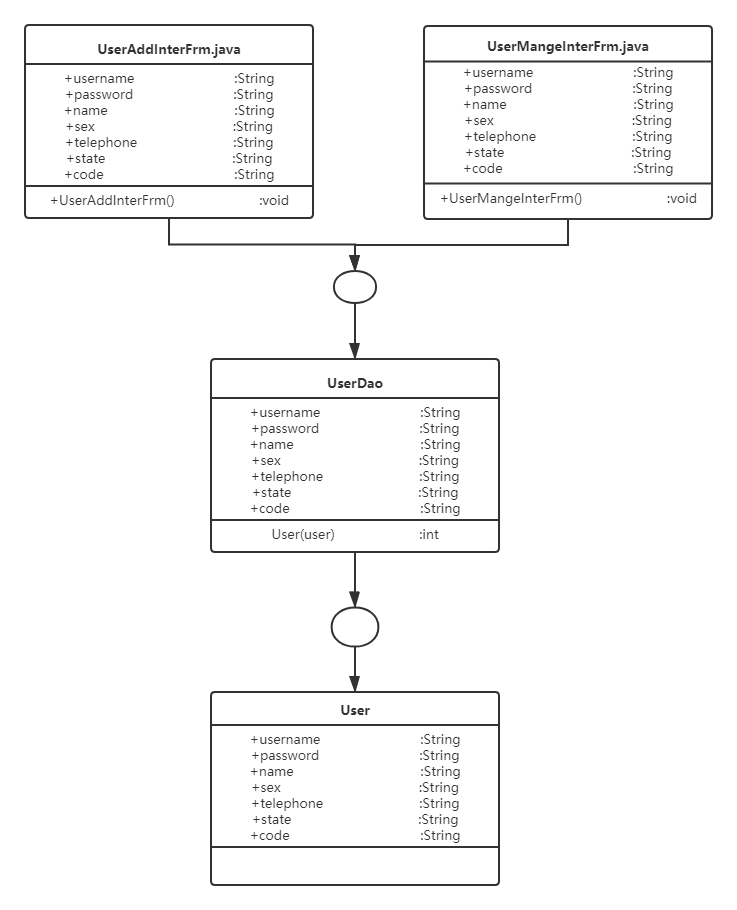 UserAddInterFrm.java
+username :String
+password :String
+name :String
+sex :String
+telephone :String
+state :String
+code :String
+UserAddInterFrm() :void
UserMangeInterFrm.java
+username :String
+password :String
+name :String
+sex :String
+telephone :String
+state :String
+code :String
+UserMangeInterFrm() :void
UserDao
+username :String
+password :String
+name :String
+sex :String
+telephone :String
+state :String
+code :String
User(user) :int
User
+username :String
+password :String
+name :String
+sex :String
+telephone :String
+state :String
+code :String